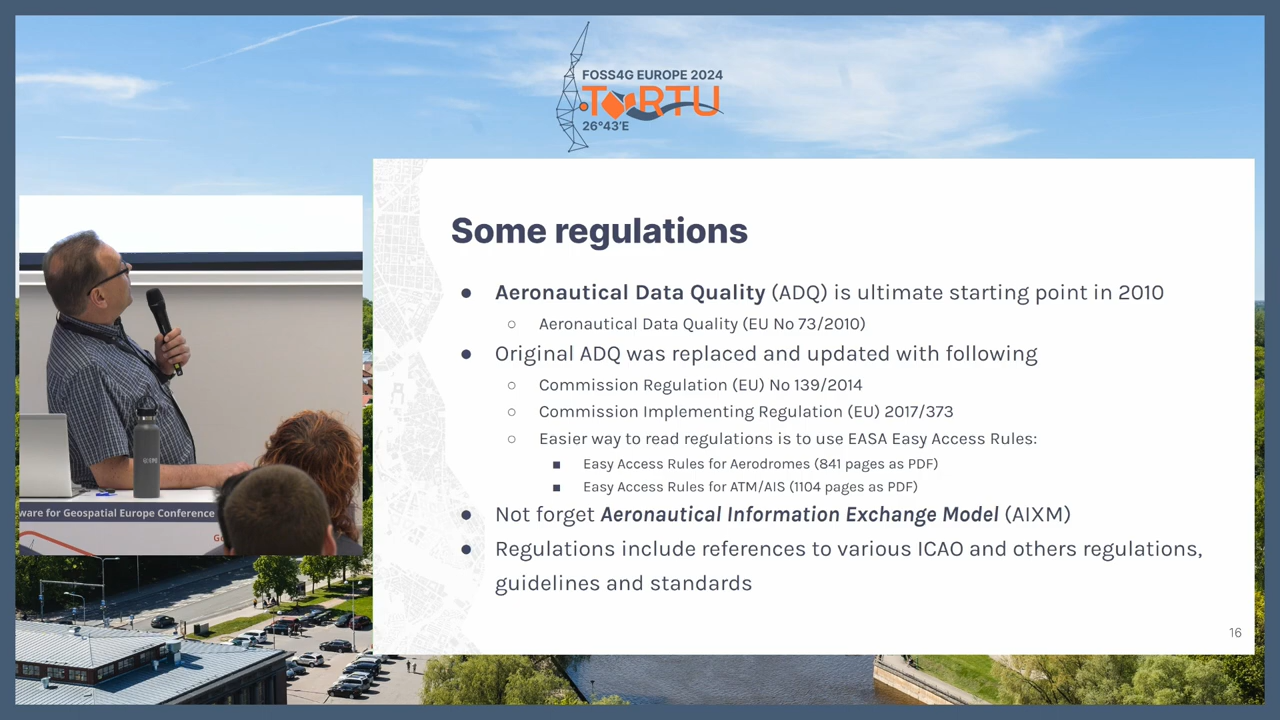 FOSS4G EUROPE 2024
TARTU
26°43'E
Some regulations
● Aeronautical Data Quality (ADQ) is ultimate starting point in 2010
○ Aeronautical Data Quality (EU No 73/2010)
● Original ADQ was replaced and updated with following
○ Commission Regulation (EU) No 139/2014
○ Commission Implementing Regulation (EU) 2017/373
○ Easier way to read regulations is to use EASA Easy Access Rules:
■ Easy Access Rules for Aerodromes (841 pages as PDF)
■ Easy Access Rules for ATM/AIS (1104 pages as PDF)
● Not forget Aeronautical Information Exchange Model (AIXM)
● Regulations include references to various ICAO and others regulations,
guidelines and standards
16
ware for Geospatial Europe Conference